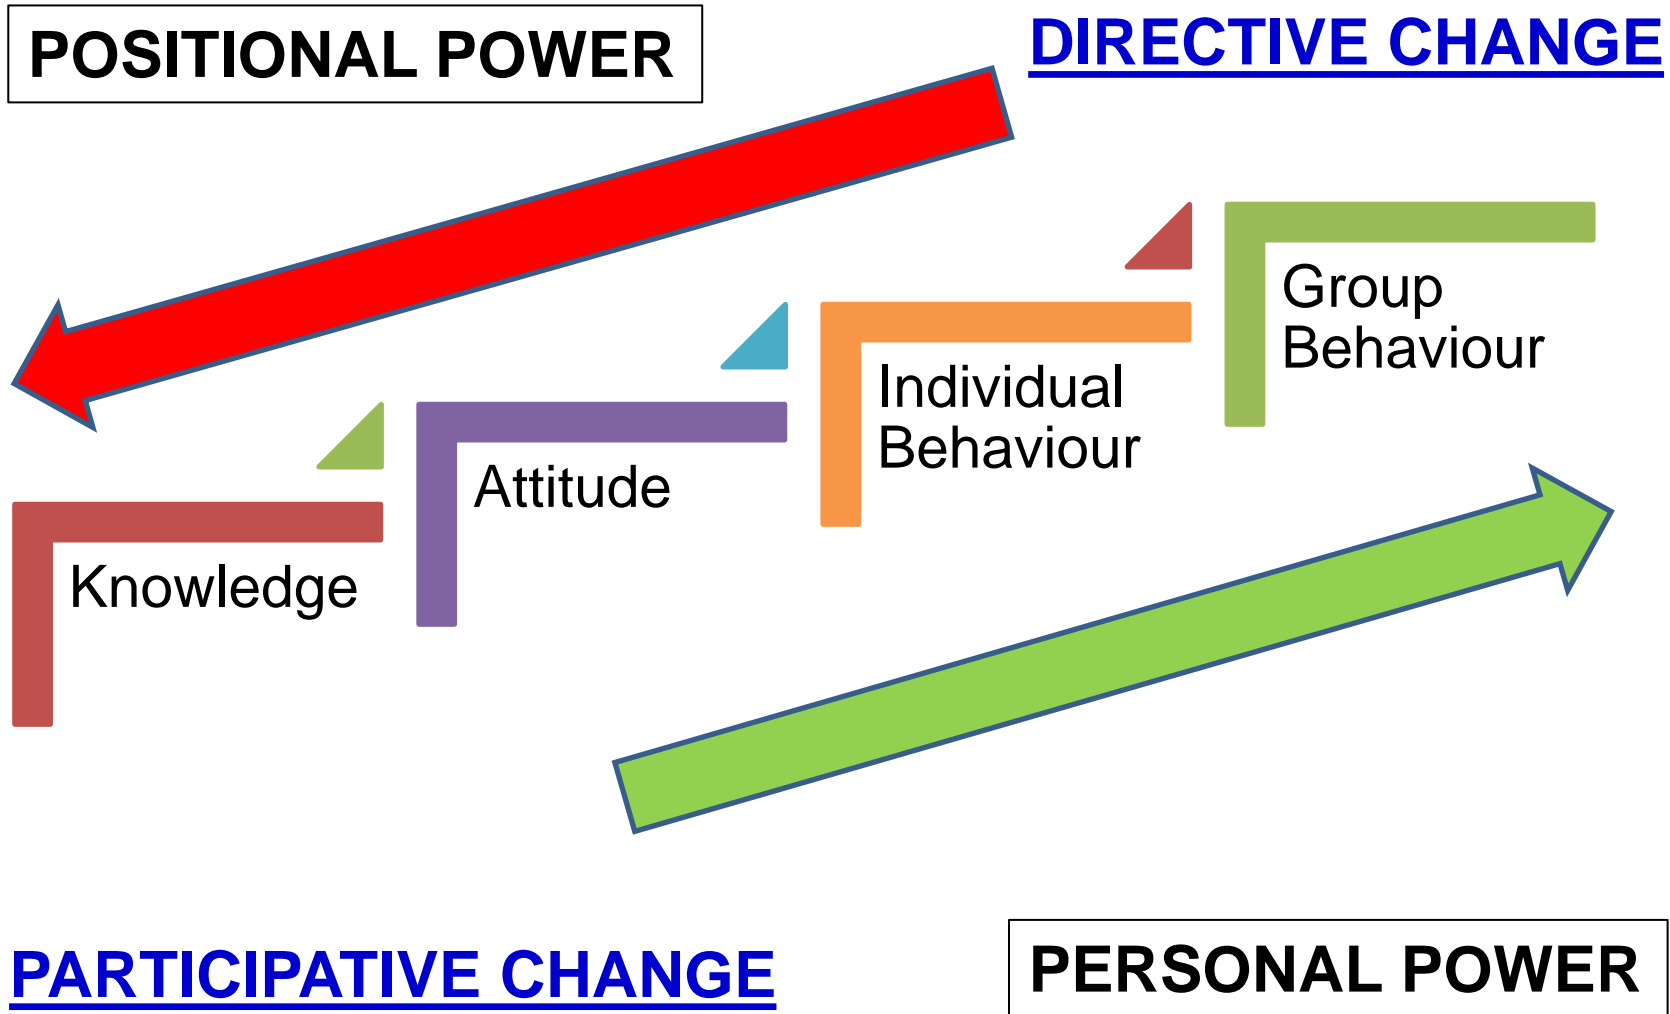 POSITIONAL POWER
DIRECTIVE CHANGE
Group
Behaviour
Individual
Behaviour
Attitude
Knowledge
PARTICIPATIVE CHANGE
PERSONAL POWER